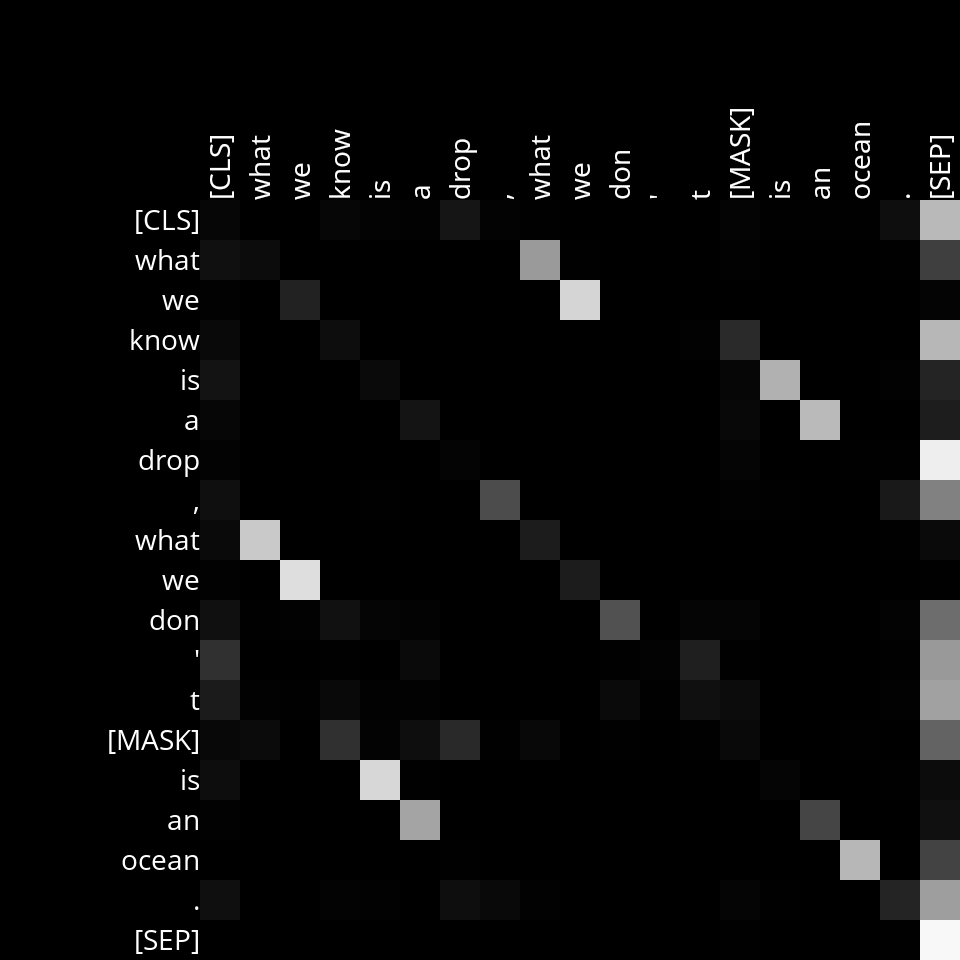 [CLS] what we know is a drop , what we don ' t [MASK] is an ocean . [SEP]
[CLS]
what
we
know
is
a
drop
,
what
we
don
'
t
[MASK]
is
an
ocean
.
[SEP]